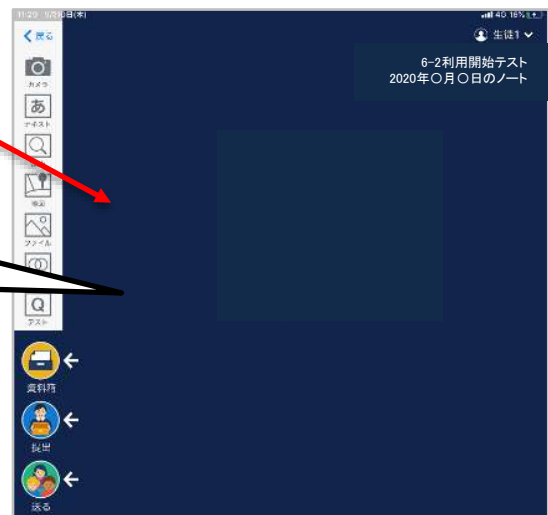 戻る
生徒1
6-2利用開始テスト
2020年〇月〇日のノート
カメラ
あ
テキスト
ファイル
Q
テスト
資料箱
提出
送る